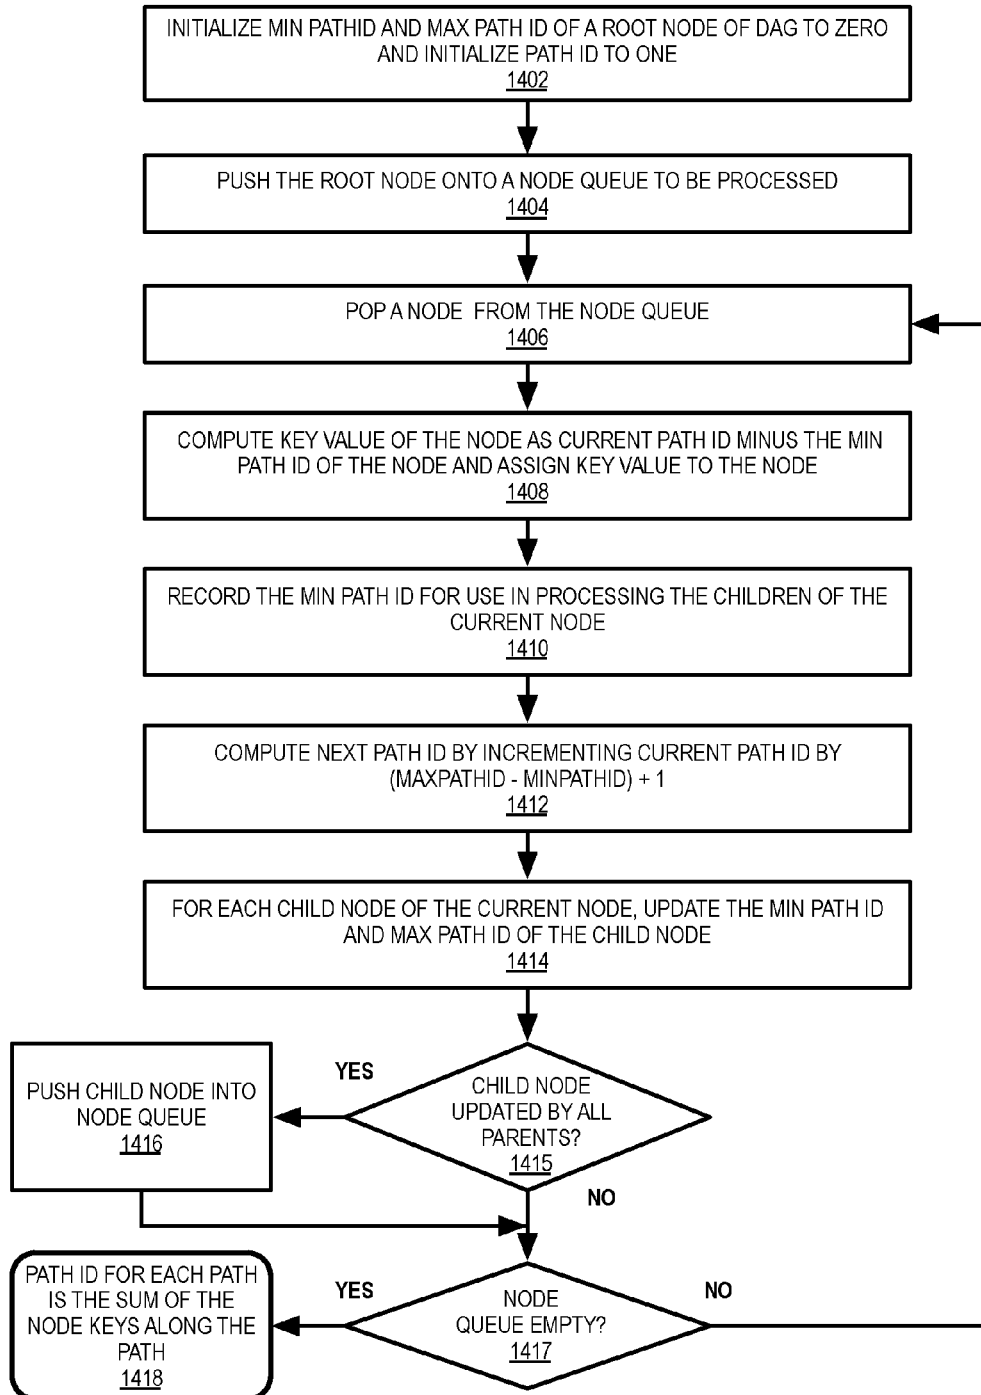 INITIALIZE MIN PATHID AND MAX PATH ID OF A ROOT NODE OF DAG TO ZERO
AND INITIALIZE PATH ID TO ONE
1402
PUSH THE ROOT NODE ONTO A NODE QUEUE TO BE PROCESSED
1404
POP A NODE FROM THE NODE QUEUE
1406
COMPUTE KEY VALUE OF THE NODE AS CURRENT PATH ID MINUS THE MIN
PATH ID OF THE NODE AND ASSIGN KEY VALUE TO THE NODE
1408
RECORD THE MIN PATH ID FOR USE IN PROCESSING THE CHILDREN OF THE
CURRENT NODE
1410
COMPUTE NEXT PATH ID BY INCREMENTING CURRENT PATH ID BY
(MAXPATHID - MINPATHID) + 1
1412
FOR EACH CHILD NODE OF THE CURRENT NODE, UPDATE THE MIN PATH ID
AND MAX PATH ID OF THE CHILD NODE
1414
CHILD NODE
UPDATED BY ALL
PARENTS?
1415
YES
PUSH CHILD NODE INTO
NODE QUEUE
1416
NO
NODE
QUEUE EMPTY?
1417
YES
NO
PATH ID FOR EACH PATH
IS THE SUM OF THE
NODE KEYS ALONG THE
PATH
1418